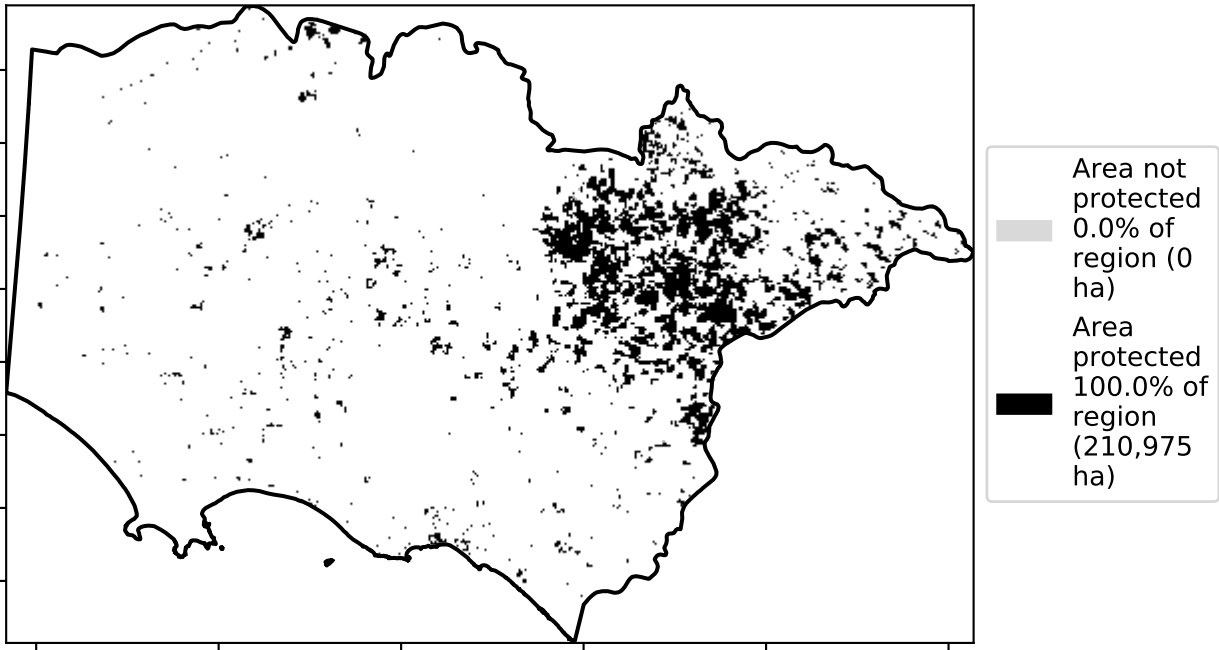 Area not
protected
0.0% of
region (0
ha)
Area
protected
100.0% of
region
(210,975
ha)